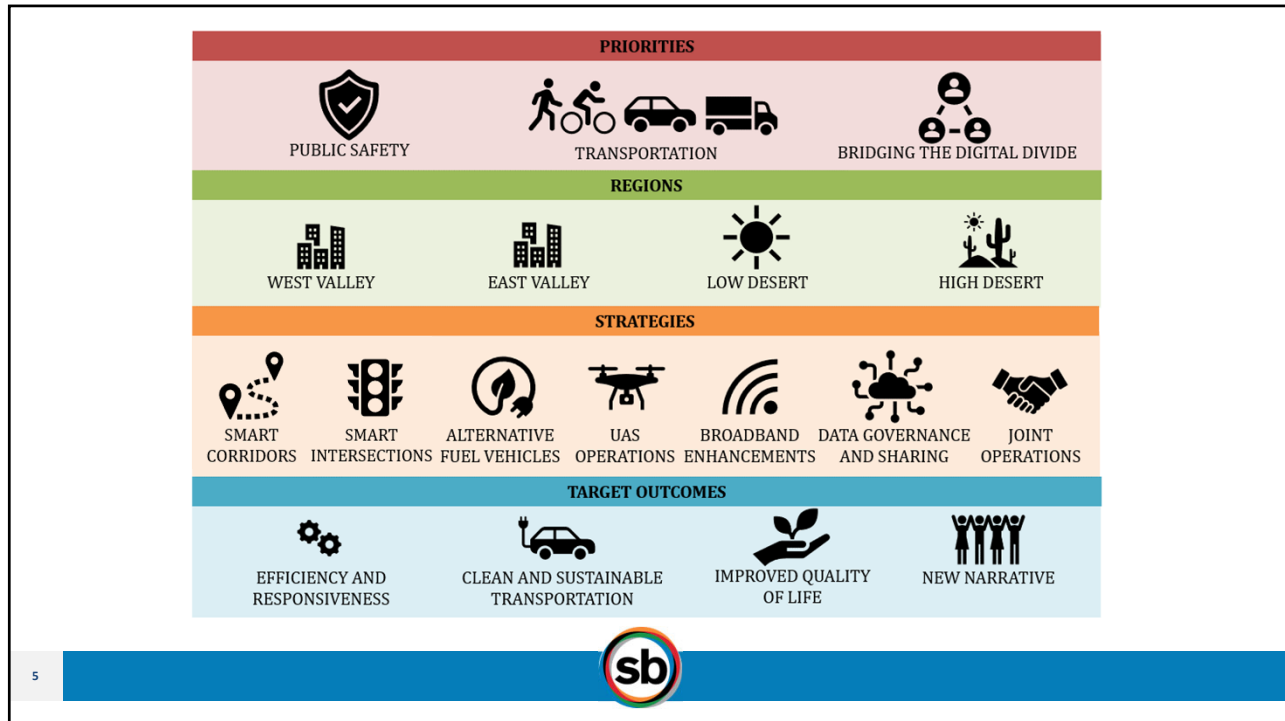 PRIORITIES
PUBLIC SAFETY
TRANSPORTATION
BRIDGING THE DIGITAL DIVIDE
REGIONS
WEST VALLEY
EAST VALLEY
LOW DESERT
HIGH DESERT
STRATEGIES
SMART
CORRIDORS
SMART
INTERSECTIONS
ALTERNATIVE
FUEL VEHICLES
UAS
OPERATIONS
BROADBAND
ENHANCEMENTS
DATA GOVERNANCE
AND SHARING
JOINT
OPERATIONS
TARGET OUTCOMES
EFFICIENCY AND
RESPONSIVENESS
CLEAN AND SUSTAINABLE
TRANSPORTATION
IMPROVED QUALITY
OF LIFE
NEW NARRATIVE
5
sb